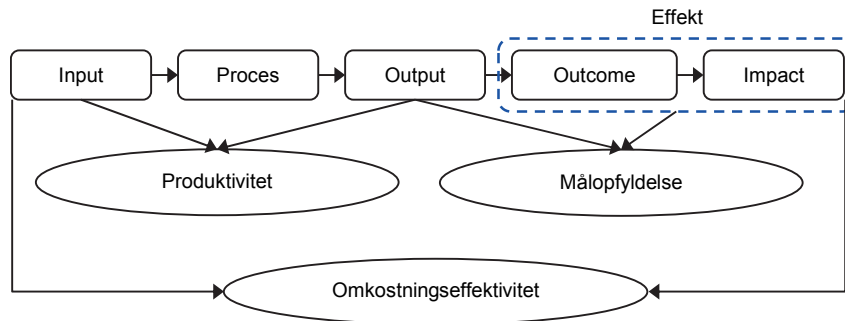 Effekt
Input
Proces
Output
Outcome
Impact
Produktivitet
Målopfyldelse
Omkostningseffektivitet